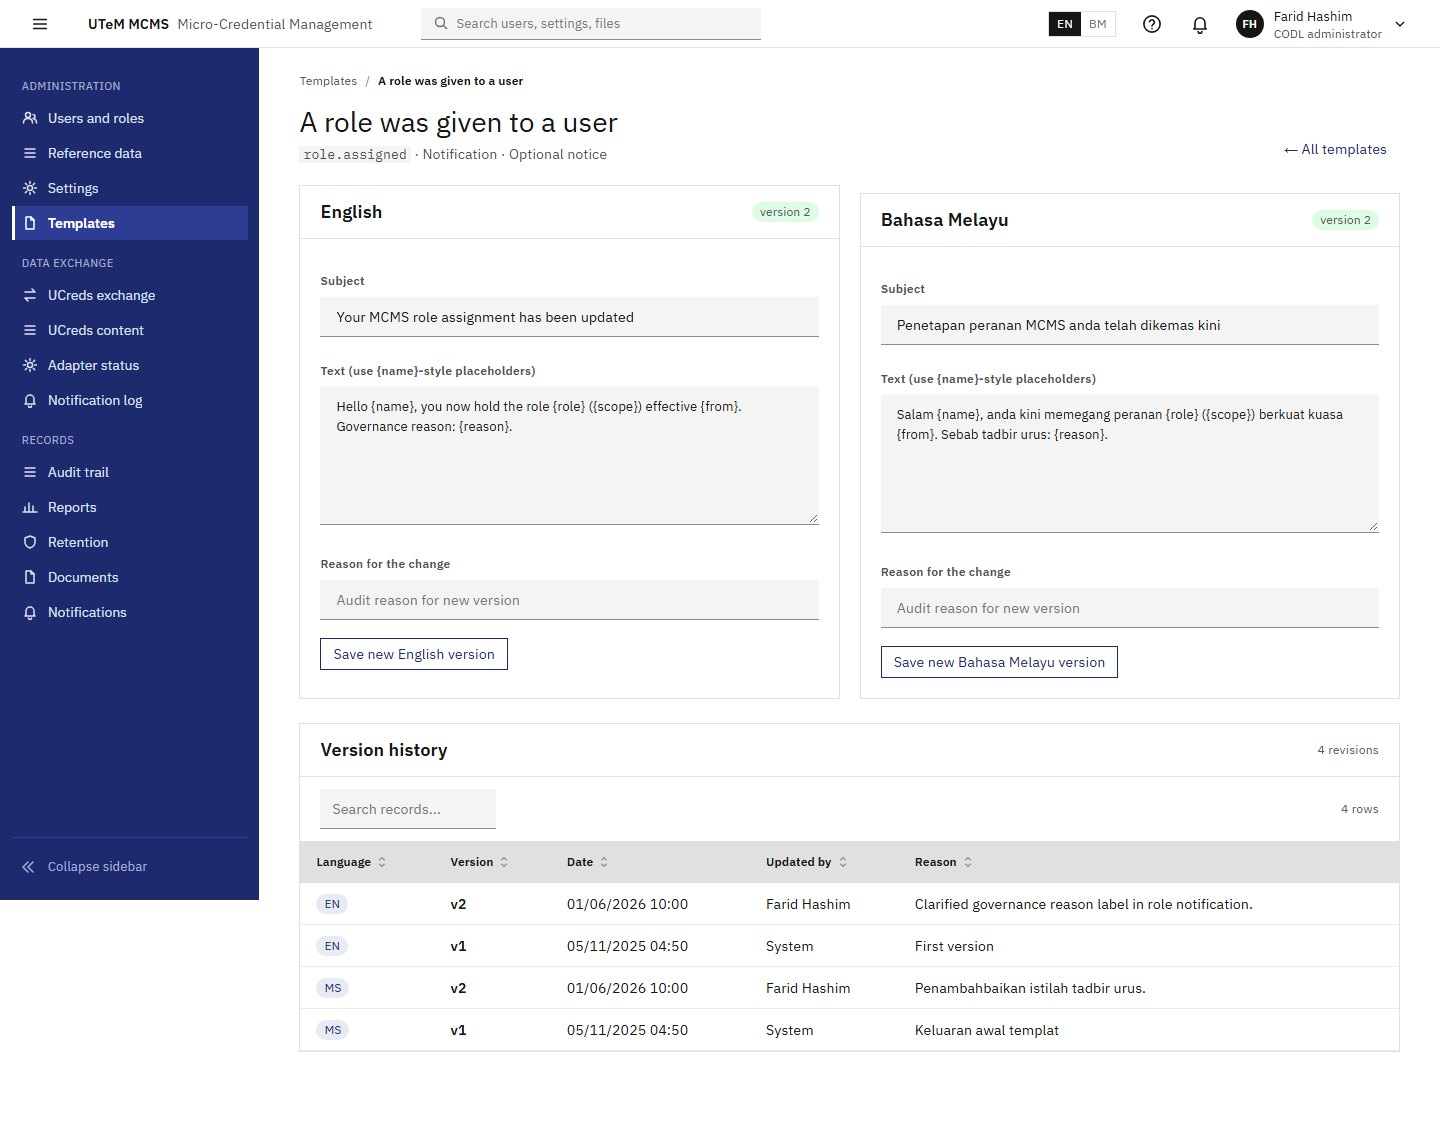 UTeM MCMS Micro-Credential Management
Search users, settings, files
EN BM
FH
Farid Hashim
CODL administrator
ADMINISTRATION
Users and roles
Reference data
Settings
Templates
DATA EXCHANGE
UCreds exchange
UCreds content
Adapter status
Notification log
RECORDS
Audit trail
Reports
Retention
Documents
Notifications
Collapse sidebar
Templates / A role was given to a user
A role was given to a user
role.assigned · Notification · Optional notice
← All templates
English
version 2
Subject
Your MCMS role assignment has been updated
Text (use {name}-style placeholders)
Hello {name}, you now hold the role {role} ({scope}) effective {from}.
Governance reason: {reason}.
Reason for the change
Audit reason for new version
Save new English version
Bahasa Melayu
version 2
Subject
Penetapan peranan MCMS anda telah dikemas kini
Text (use {name}-style placeholders)
Salam {name}, anda kini memegang peranan {role} ({scope}) berkuat kuasa
{from}. Sebab tadbir urus: {reason}.
Reason for the change
Audit reason for new version
Save new Bahasa Melayu version
Version history
4 revisions
Search records...
4 rows
Language Version Date Updated by Reason
EN v2 01/06/2026 10:00 Farid Hashim Clarified governance reason label in role notification.
EN v1 05/11/2025 04:50 System First version
MS v2 01/06/2026 10:00 Farid Hashim Penambahbaikan istilah tadbir urus.
MS v1 05/11/2025 04:50 System Keluaran awal templat